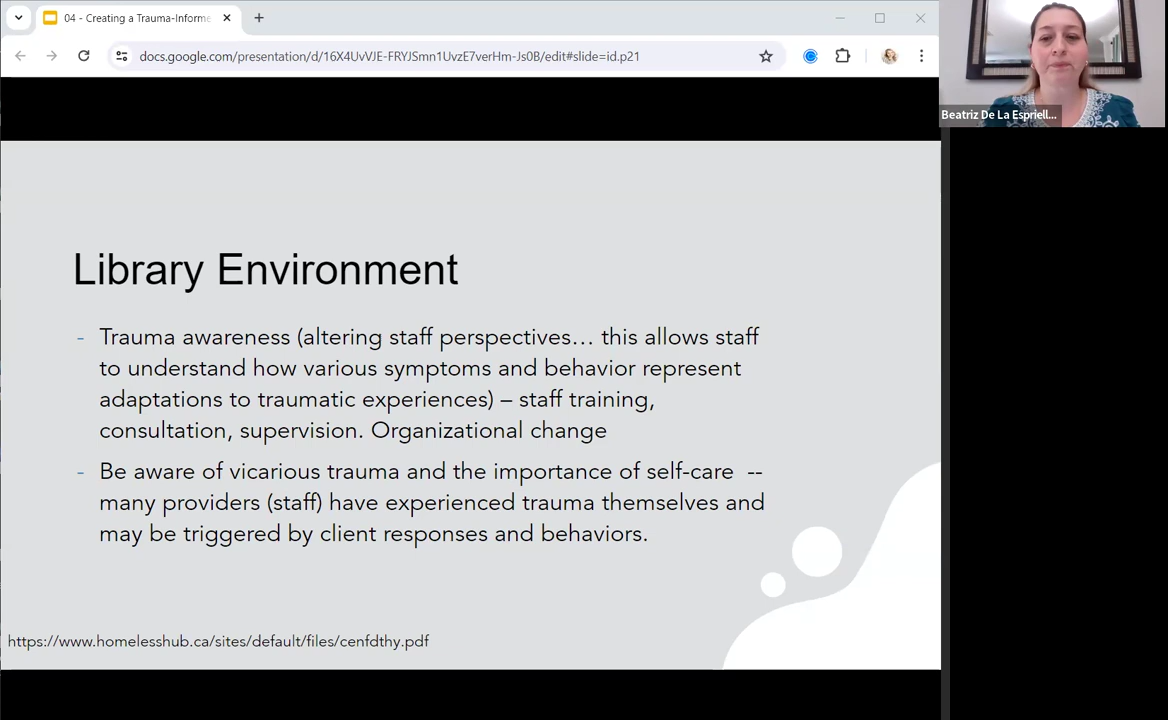 04 - Creating a Trauma-Informe
docs.google.com/presentation/d/16X4UvVlE-FRYJSmn1UvzE7verHm-Js0B/edit#slide=id.p21
Beatriz De La Espriell...
Library Environment
- Trauma awareness (altering staff perspectives… this allows staff
to understand how various symptoms and behavior represent
adaptations to traumatic experiences) – staff training,
consultation, supervision. Organizational change
- Be aware of vicarious trauma and the importance of self-care --
many providers (staff) have experienced trauma themselves and
may be triggered by client responses and behaviors.
https://www.homelesshub.ca/sites/default/files/cenfdthy.pdf